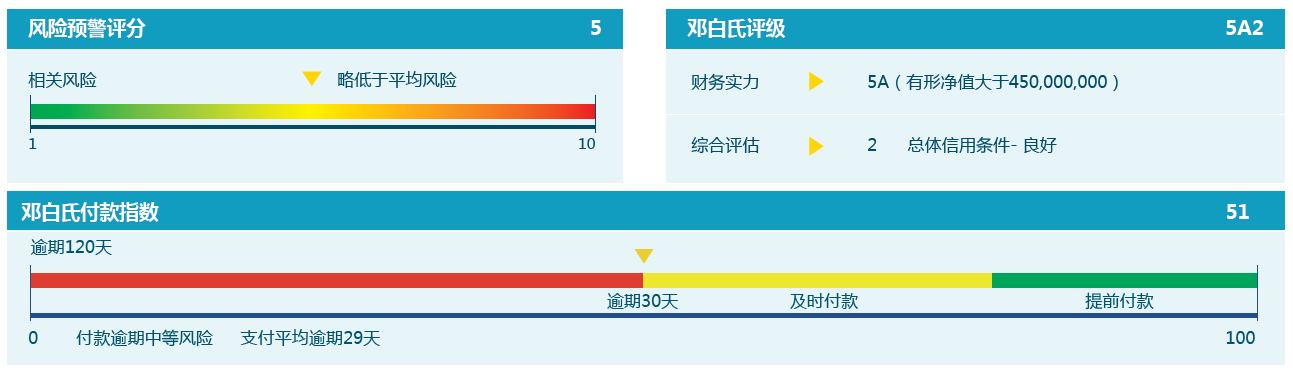 风险预警评分 5
相关风险 略低于平均风险
1 10
邓白氏评级 5A2
财务实力 5A（有形净值大于450,000,000）
综合评估 2 总体信用条件- 良好
邓白氏付款指数 51
逾期120天
逾期30天 及时付款 提前付款
0 付款逾期中等风险 支付平均逾期29天 100